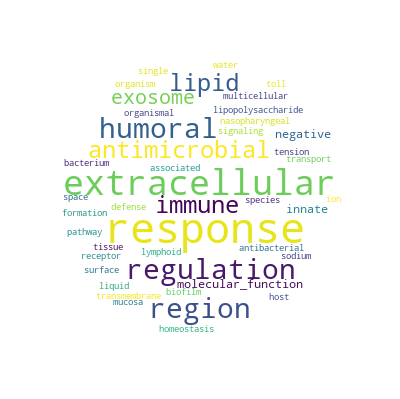 water
single
organism
lipid
toll
exosome
multicellular
organismal
lipopolysaccharide
humoral
nasopharyngeal
signaling
negative
antimicrobial
tension
bacterium
associated
transport
extracellular
space
immune
species
ion
formation
defense
innate
response
pathway
tissue
lymphoid
antibacterial
receptor
sodium
surface
regulation
liquid
molecular_function
biofilm
transmembrane
mucosa
region
host
homeostasis